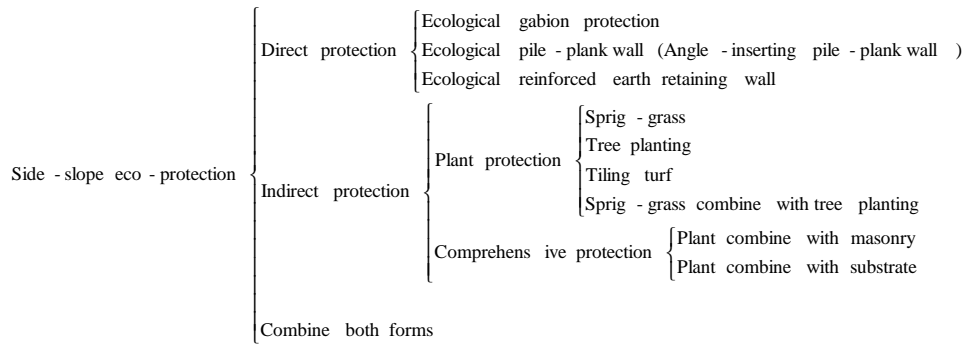 Side - slope eco - protection
Direct protection
Ecological gabion protection
Ecological pile - plank wall (Angle - inserting pile - plank wall )
Ecological reinforced earth retaining wall
Indirect protection
Plant protection
Sprig - grass
Tree planting
Tiling turf
Sprig - grass combine with tree planting
Comprehens ive protection
Plant combine with masonry
Plant combine with substrate
Combine both forms